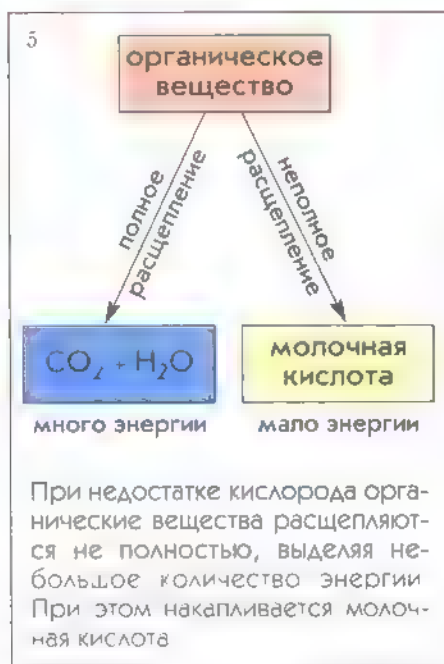 5
органическое
вещество
полное
расщепление
неполное
расщепление
CO₂ + H₂O
молочная
кислота
много энергии
мало энергии
При недостатке кислорода орга-
нические вещества расщепляют-
ся не полностью, выделяя не-
большое количество энергии
При этом накапливается молоч-
ная кислота